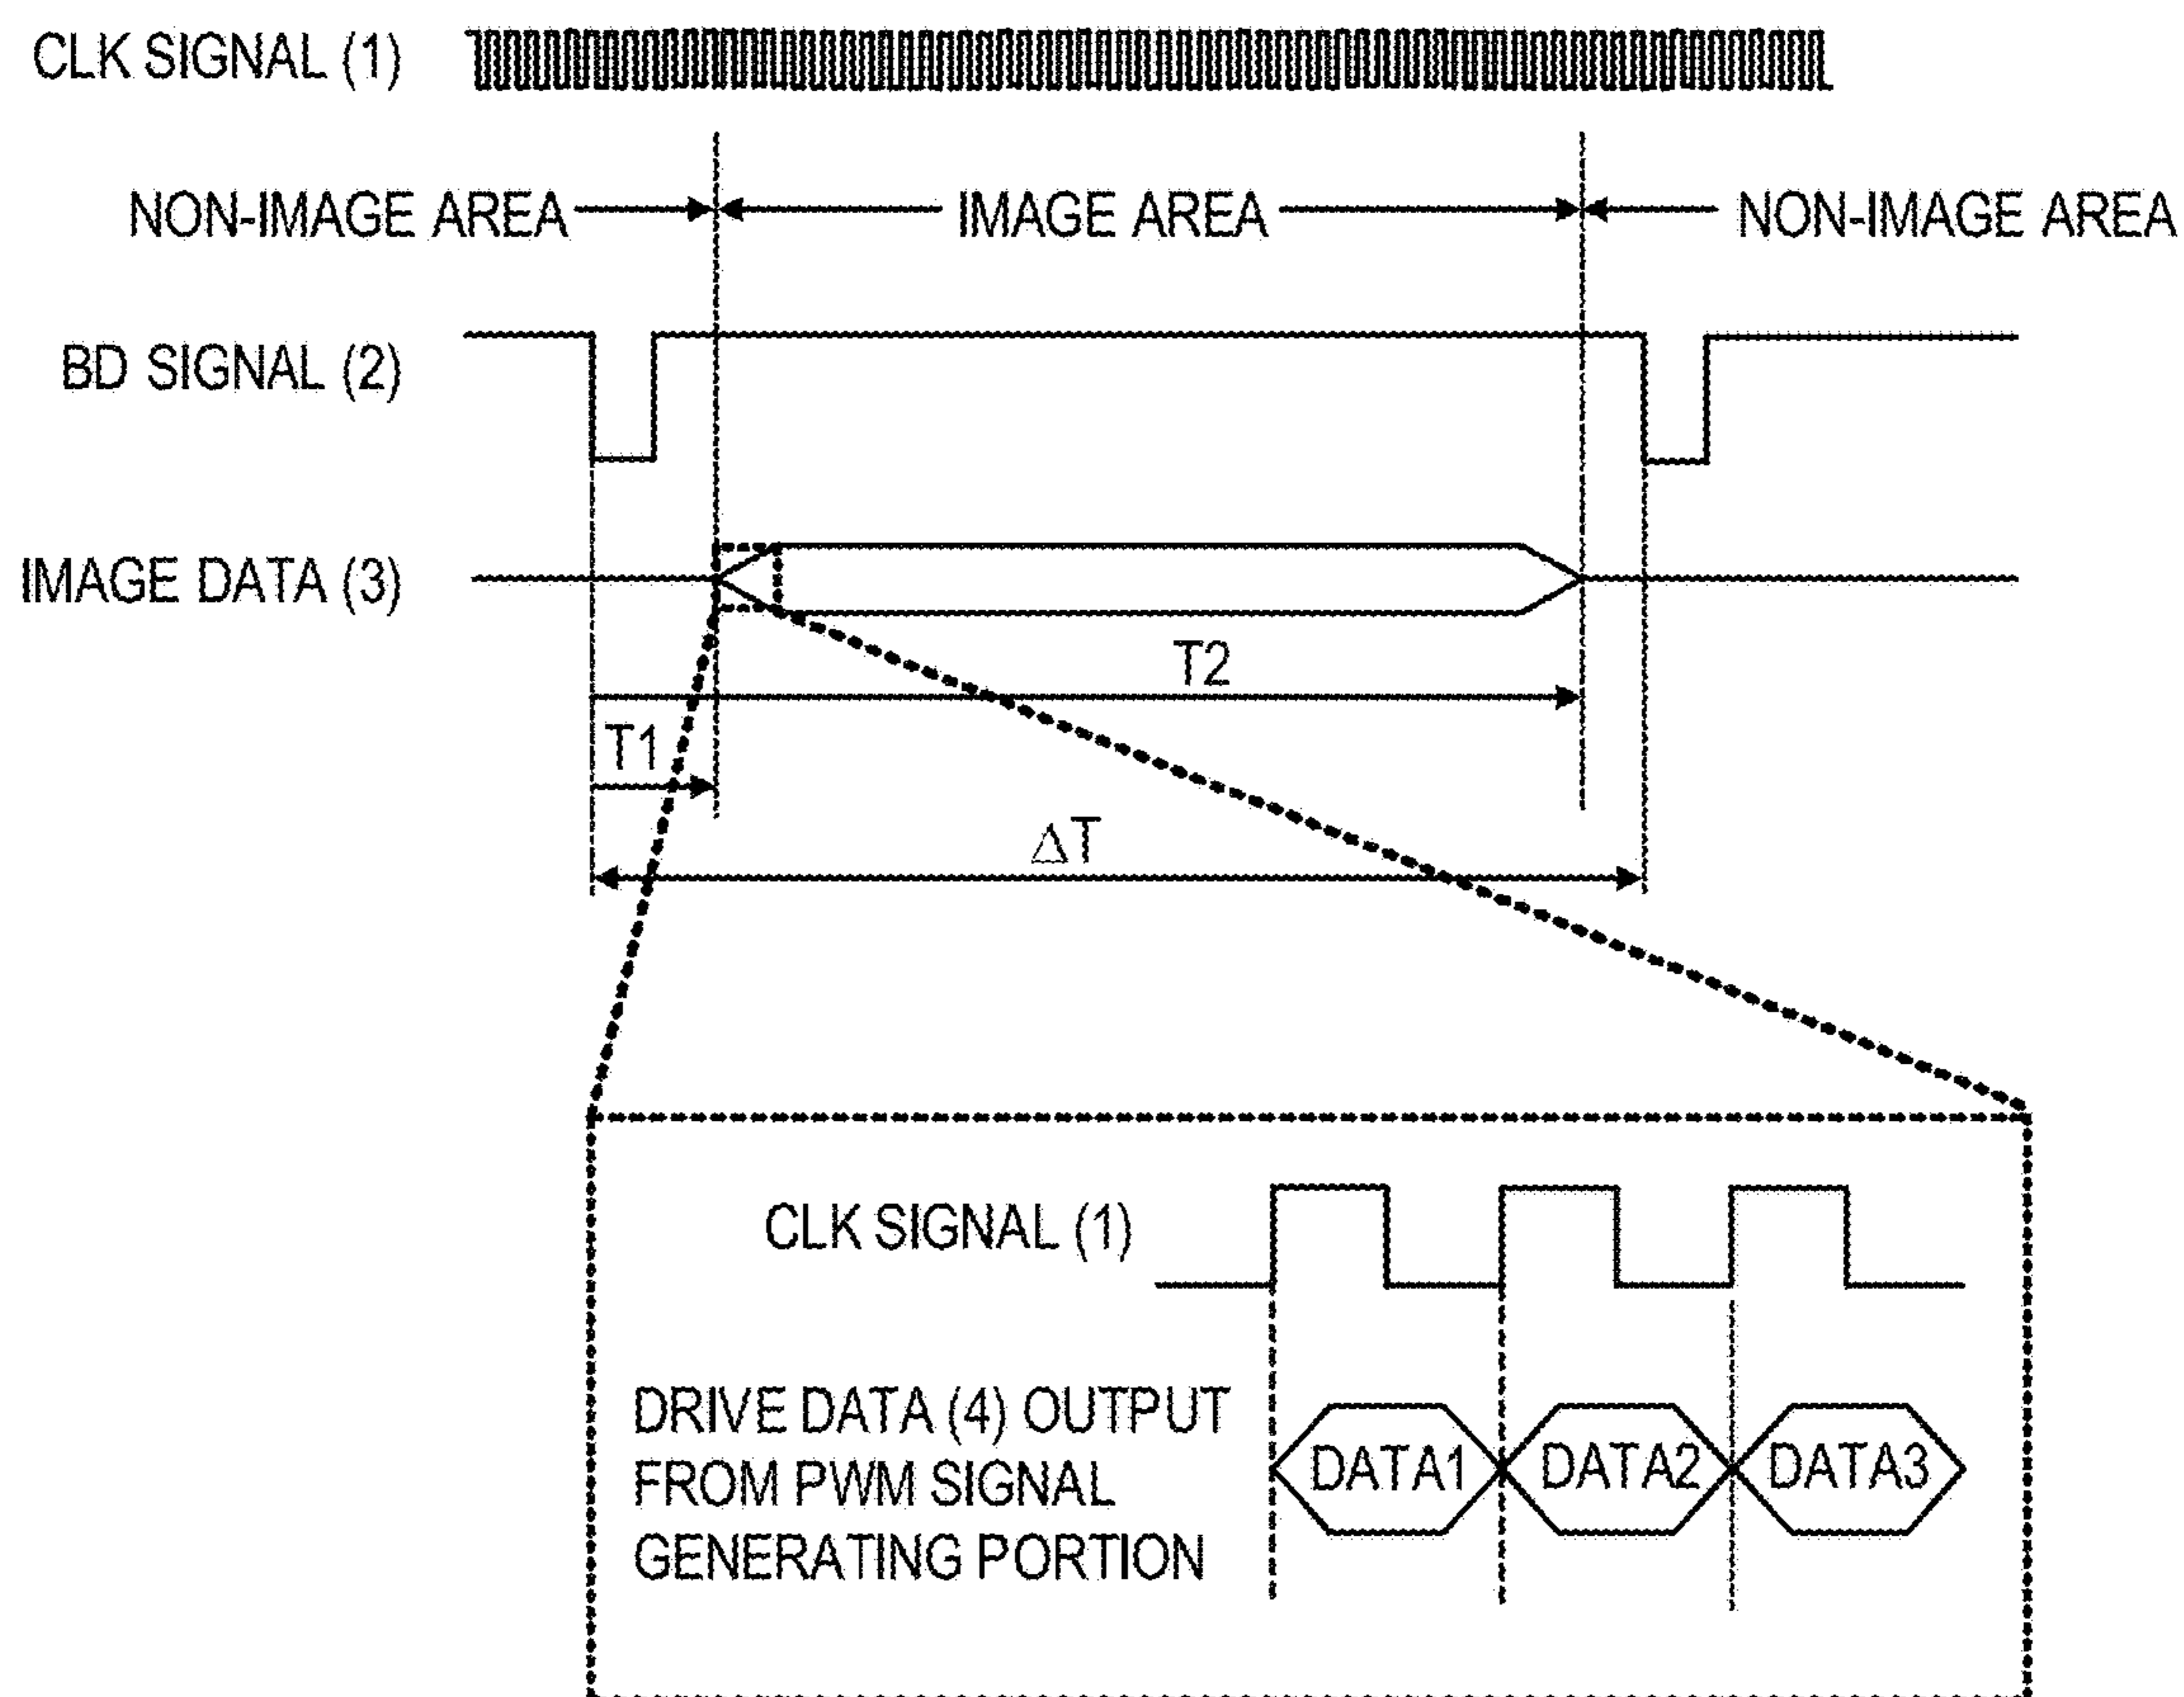 CLK SIGNAL (1)
NON-IMAGE AREA
IMAGE AREA
NON-IMAGE AREA
BD SIGNAL (2)
IMAGE DATA (3)
T2
T1
ΔT
CLK SIGNAL (1)
DRIVE DATA (4) OUTPUT
FROM PWM SIGNAL
GENERATING PORTION
DATA1
DATA2
DATA3